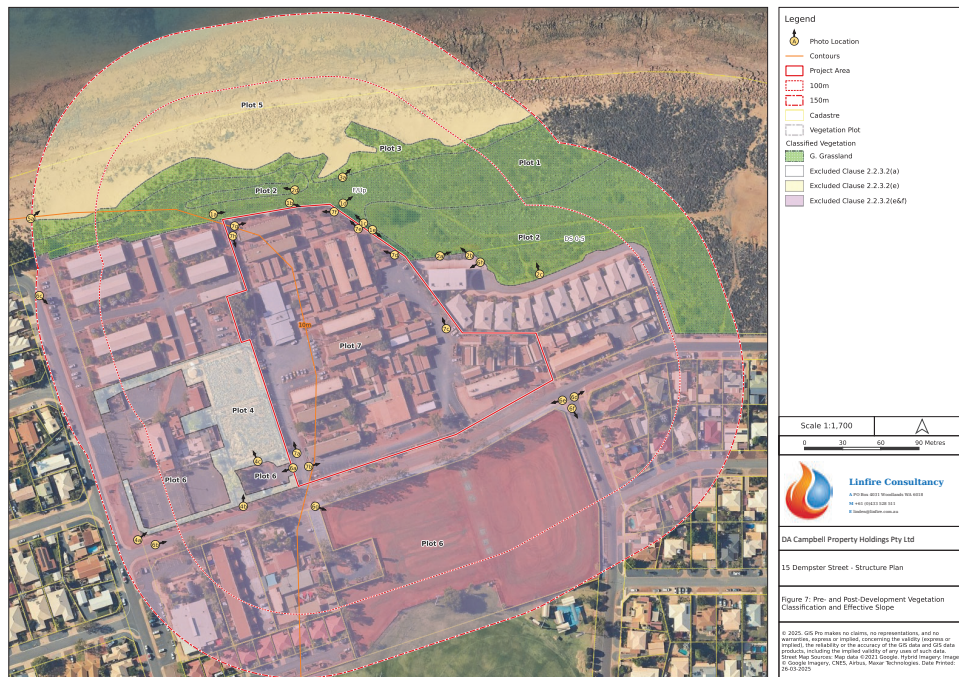 Plot 5
Plot 3
Plot 1
Plot 2
F/Up
Plot 2
DS 0-5
10m
Plot 7
Plot 4
Plot 6
Plot 6
Plot 6
Legend
Photo Location
Contours
Project Area
100m
150m
Cadastre
Vegetation Plot
Classified Vegetation
G. Grassland
Excluded Clause 2.2.3.2(a)
Excluded Clause 2.2.3.2(e)
Excluded Clause 2.2.3.2(e&f)
Scale 1:1,700
0 30 60 90 Metres
Linfire Consultancy
DA Campbell Property Holdings Pty Ltd
15 Dempster Street - Structure Plan
Figure 7: Pre- and Post-Development Vegetation
Classification and Effective Slope
© 2025. GIS Pro makes no claims, no representations, and no
warranties, express or implied, concerning the validity (express or
implied), the reliability or the accuracy of the GIS data and GIS data
products, including the implied validity of any uses of such data.
Street Map Sources: Map data ©2021 Google. Hybrid Imagery: Image
© Google Imagery, CNES, Airbus, Maxar Technologies. Date Printed:
26-03-2025